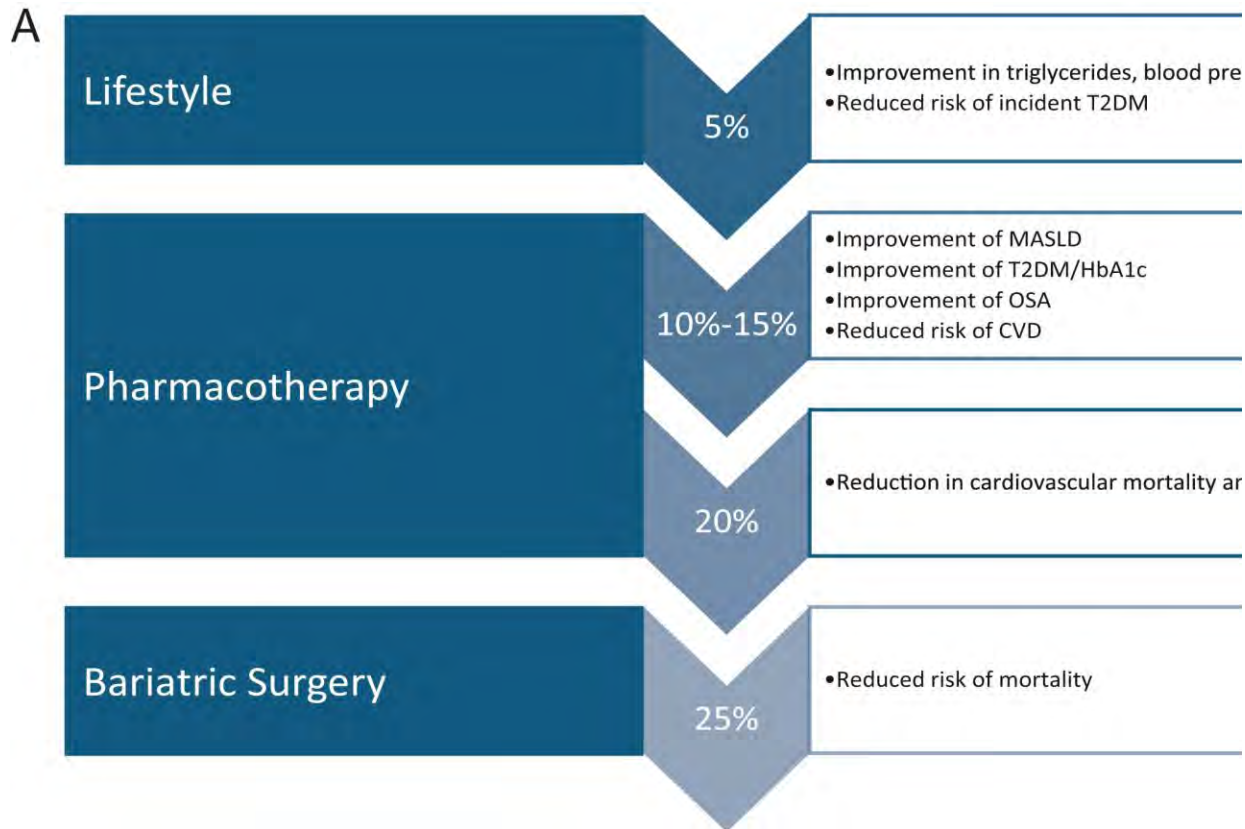 A
Lifestyle
5%
•Improvement in triglycerides, blood pre
•Reduced risk of incident T2DM
Pharmacotherapy
10%-15%
•Improvement of MASLD
•Improvement of T2DM/HbA1c
•Improvement of OSA
•Reduced risk of CVD
20%
•Reduction in cardiovascular mortality an
Bariatric Surgery
25%
•Reduced risk of mortality